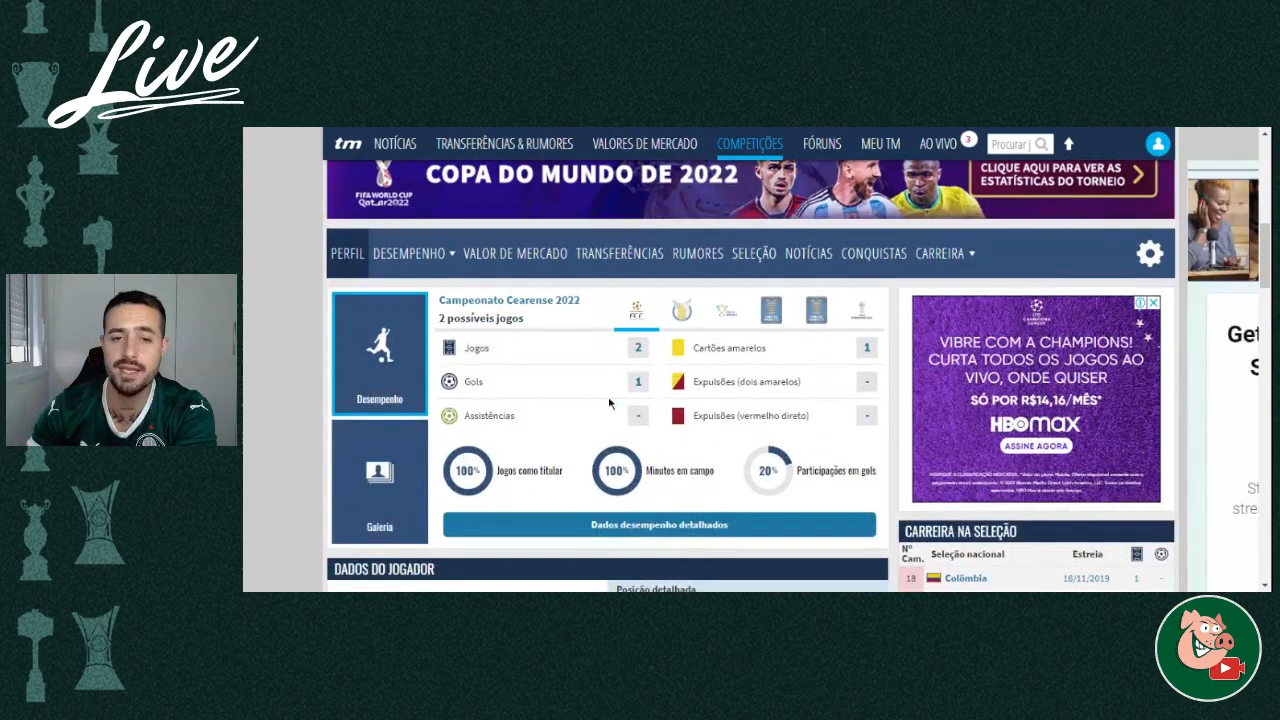 Live
tm NOTÍCIAS TRANSFERÊNCIAS & RUMORES VALORES DE MERCADO COMPETIÇÕES FÓRUNS MEU TM AO VIVO 3 Procurar
FIFA WORLD CUP
Qatar2022
COPA DO MUNDO DE 2022
CLIQUE AQUI PARA VER AS
ESTATÍSTICAS DO TORNEIO
PERFIL DESEMPENHO VALOR DE MERCADO TRANSFERÊNCIAS RUMORES SELEÇÃO NOTÍCIAS CONQUISTAS CARREIRA
Desempenho
Galeria
Campeonato Cearense 2022
2 possíveis jogos
FCF
Jogos 2 Cartões amarelos 1
Gols 1 Expulsões (dois amarelos) -
Assistências - Expulsões (vermelho direto) -
100% Jogos como titular 100% Minutos em campo 20% Participações em gols
Dados desempenho detalhados
DADOS DO JOGADOR
Posição detalhada
VIBRE COM A CHAMPIONS!
CURTA TODOS OS JOGOS AO
VIVO, ONDE QUISER
SÓ POR R$14,16/MÊS*
HBOmax
ASSINE AGORA
CARREIRA NA SELEÇÃO
Nº Cam. Seleção nacional Estreia
18 Colômbia 16/11/2019 1 -
Get
S
St
stre